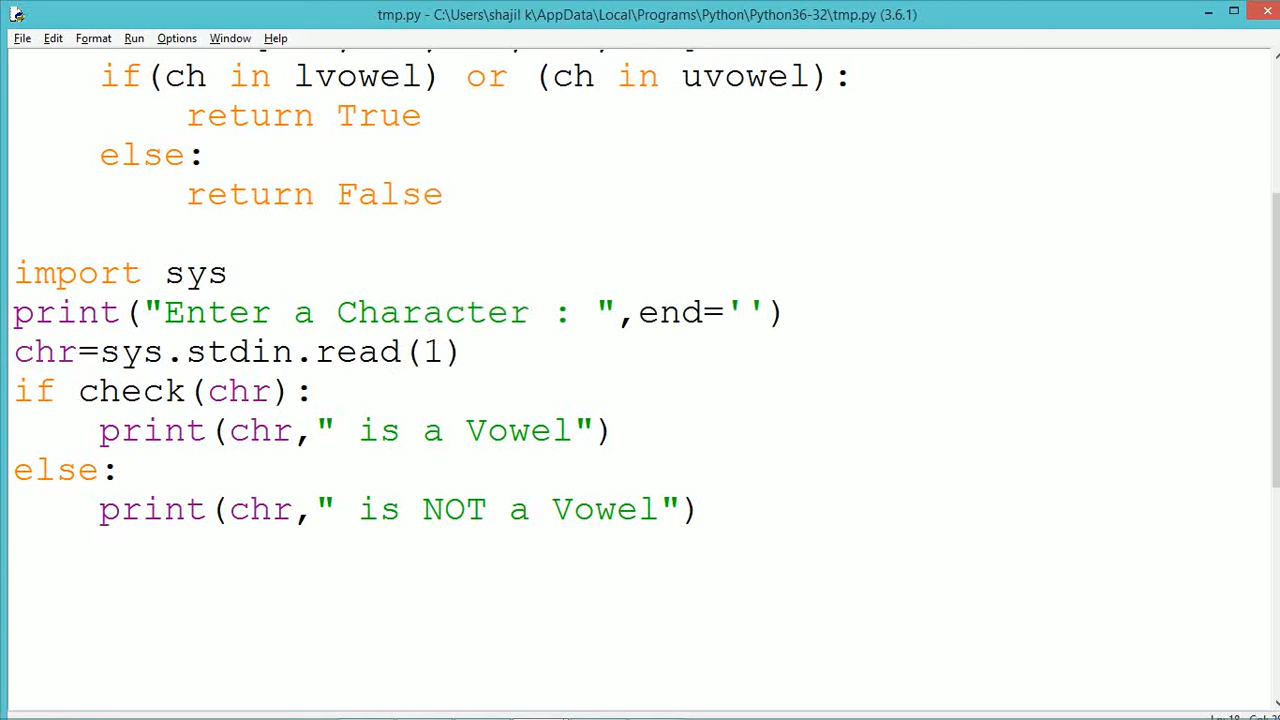 tmp.py - C:\Users\shajil k\AppData\Local\Programs\Python\Python36-32\tmp.py (3.6.1)
File Edit Format Run Options Window Help
if(ch in lvowel) or (ch in uvowel):
return True
else:
return False
import sys
print("Enter a Character : ",end='')
chr=sys.stdin.read(1)
if check(chr):
print(chr," is a Vowel")
else:
print(chr," is NOT a Vowel")